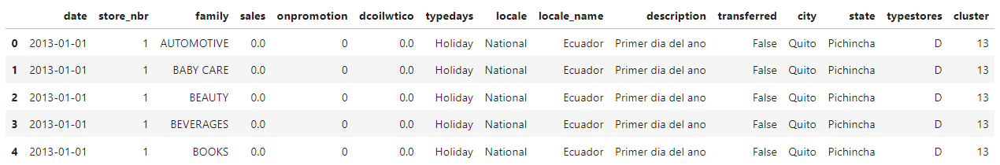 date store_nbr family sales onpromotion dcoilwtico typedays locale locale_name description transferred city state typestores cluster
0 2013-01-01 1 AUTOMOTIVE 0.0 0 0.0 Holiday National Ecuador Primer dia del ano False Quito Pichincha D 13
1 2013-01-01 1 BABY CARE 0.0 0 0.0 Holiday National Ecuador Primer dia del ano False Quito Pichincha D 13
2 2013-01-01 1 BEAUTY 0.0 0 0.0 Holiday National Ecuador Primer dia del ano False Quito Pichincha D 13
3 2013-01-01 1 BEVERAGES 0.0 0 0.0 Holiday National Ecuador Primer dia del ano False Quito Pichincha D 13
4 2013-01-01 1 BOOKS 0.0 0 0.0 Holiday National Ecuador Primer dia del ano False Quito Pichincha D 13